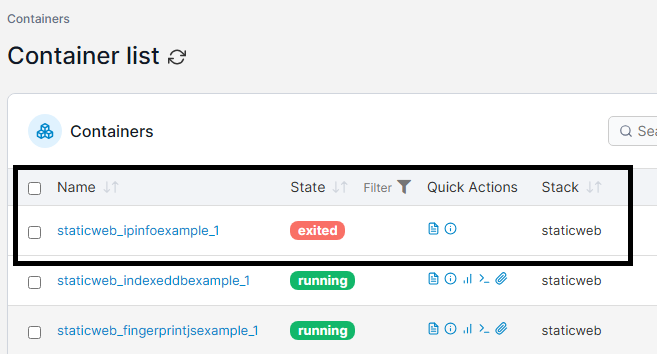 Containers
Container list
Containers
Sea
Name State Filter Quick Actions Stack
staticweb_ipinfoexample_1 exited staticweb
staticweb_indexeddbexample_1 running staticweb
staticweb_fingerprintjsexample_1 running staticweb